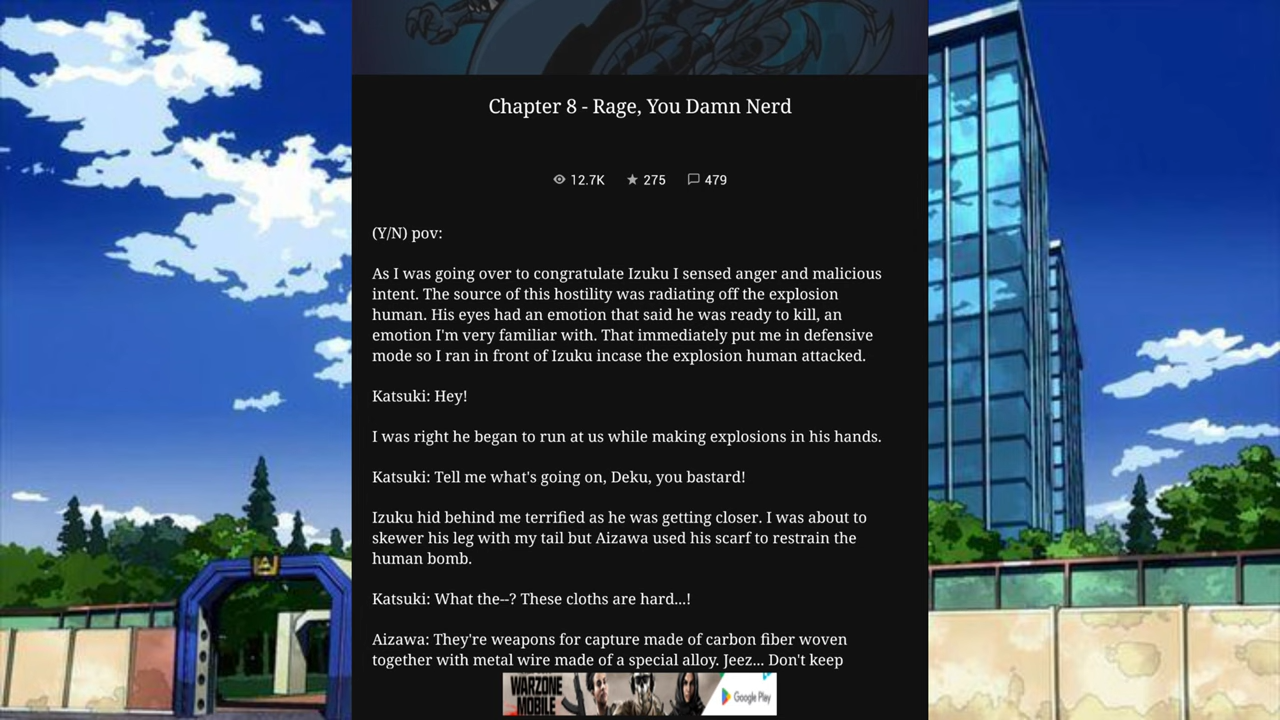 Chapter 8 - Rage, You Damn Nerd
12.7K 275 479
(Y/N) pov:
As I was going over to congratulate Izuku I sensed anger and malicious
intent. The source of this hostility was radiating off the explosion
human. His eyes had an emotion that said he was ready to kill, an
emotion I'm very familiar with. That immediately put me in defensive
mode so I ran in front of Izuku incase the explosion human attacked.
Katsuki: Hey!
I was right he began to run at us while making explosions in his hands.
Katsuki: Tell me what's going on, Deku, you bastard!
Izuku hid behind me terrified as he was getting closer. I was about to
skewer his leg with my tail but Aizawa used his scarf to restrain the
human bomb.
Katsuki: What the--? These cloths are hard...!
Aizawa: They're weapons for capture made of carbon fiber woven
together with metal wire made of a special alloy. Jeez... Don't keep
WARZONE
MOBILE
Google Play